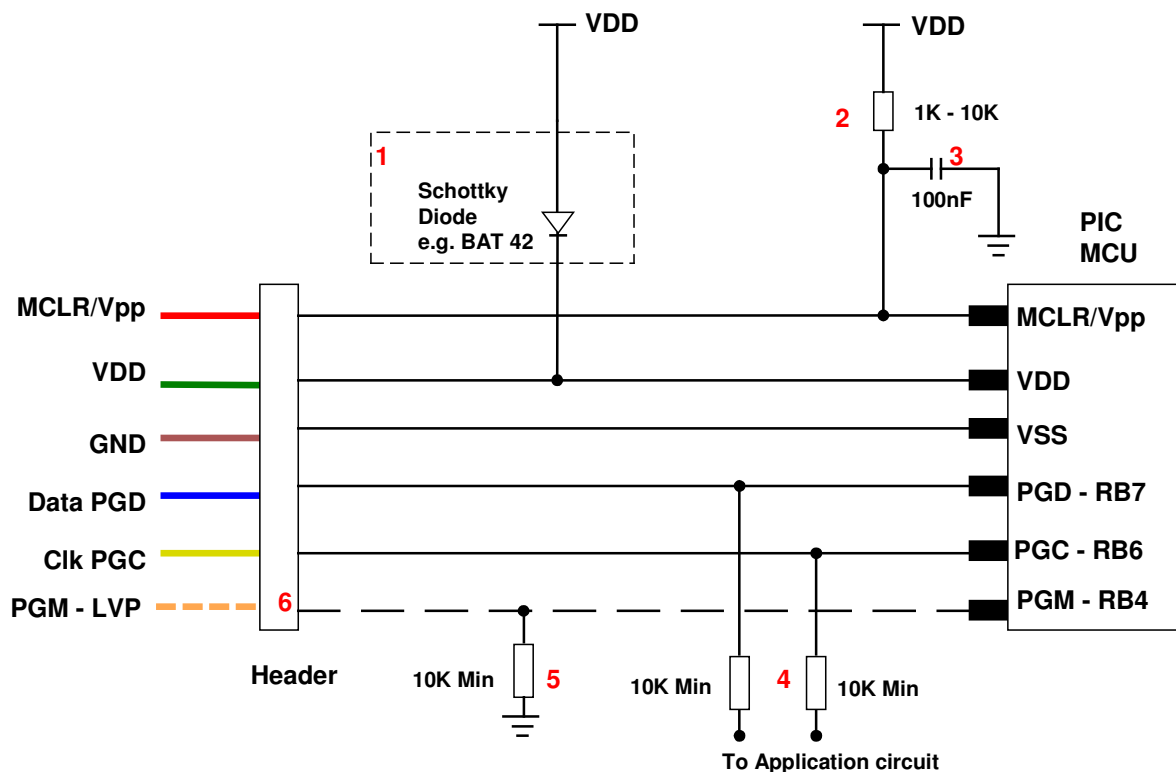 VDD
VDD
1
2
1K - 10K
3
100nF
Schottky
Diode
e.g. BAT 42
PIC
MCU
MCLR/Vpp
MCLR/Vpp
VDD
VDD
GND
VSS
Data PGD
PGD - RB7
Clk PGC
PGC - RB6
PGM - LVP
6
PGM - RB4
Header
10K Min
5
10K Min
4
10K Min
To Application circuit